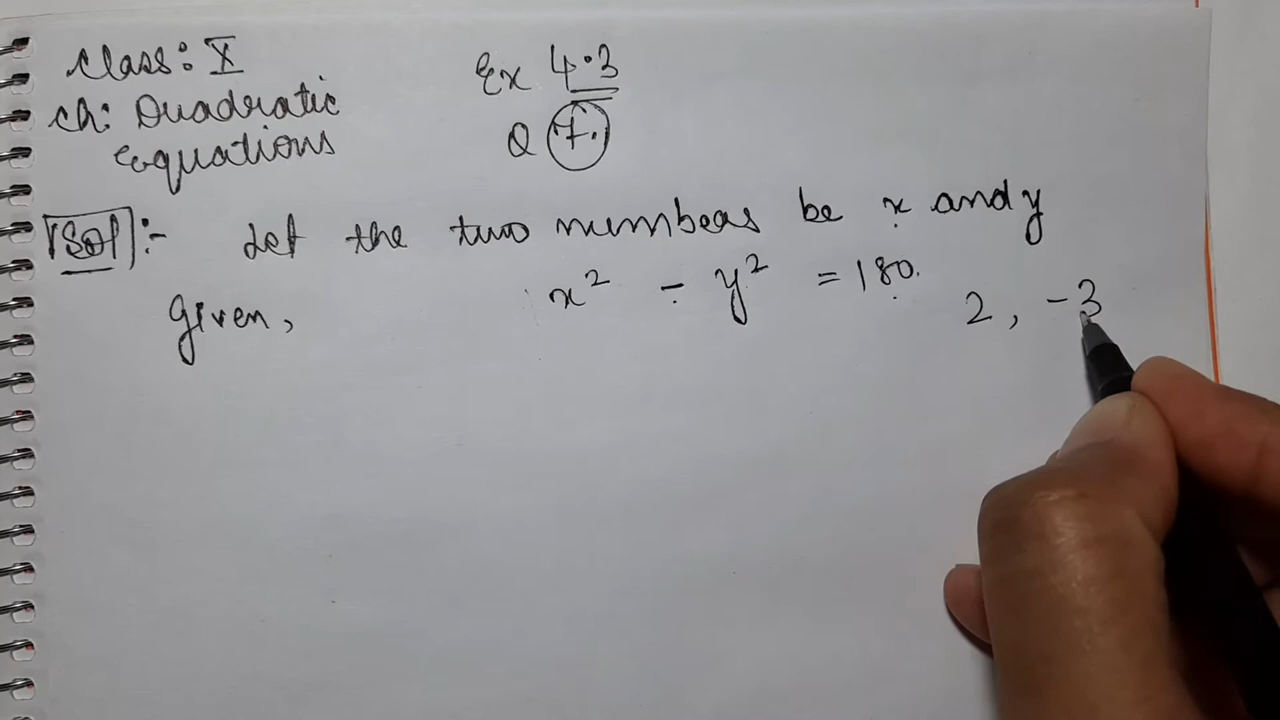 Class: X
Ch: Quadratic Equations
Ex 4.3
Q 7.
Sol :- Let the two numbers be x and y
Given, x² - y² = 180.
2, -3